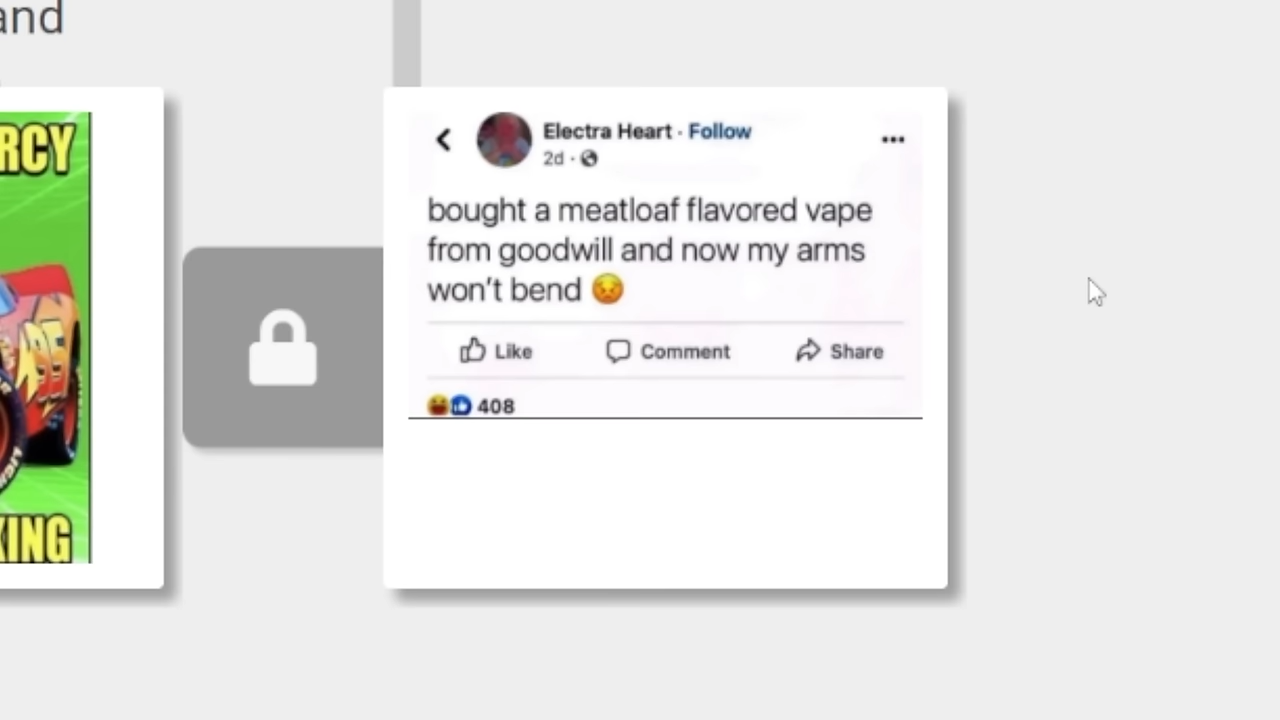 and
RCY
KING
Electra Heart · Follow
2d ·
bought a meatloaf flavored vape
from goodwill and now my arms
won't bend 😣
Like Comment Share
408